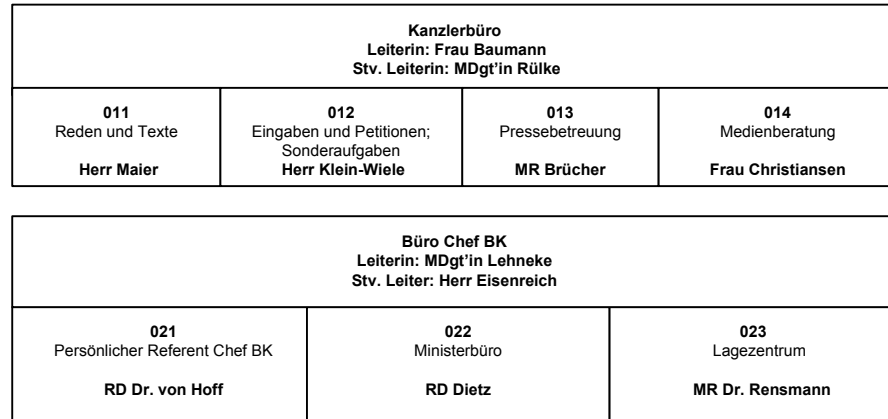 Kanzlerbüro
Leiterin: Frau Baumann
Stv. Leiterin: MDgt’in Rülke
011
Reden und Texte
Herr Maier
012
Eingaben und Petitionen;
Sonderaufgaben
Herr Klein-Wiele
013
Pressebetreuung
MR Brücher
014
Medienberatung
Frau Christiansen
Büro Chef BK
Leiterin: MDgt’in Lehneke
Stv. Leiter: Herr Eisenreich
021
Persönlicher Referent Chef BK
RD Dr. von Hoff
022
Ministerbüro
RD Dietz
023
Lagezentrum
MR Dr. Rensmann